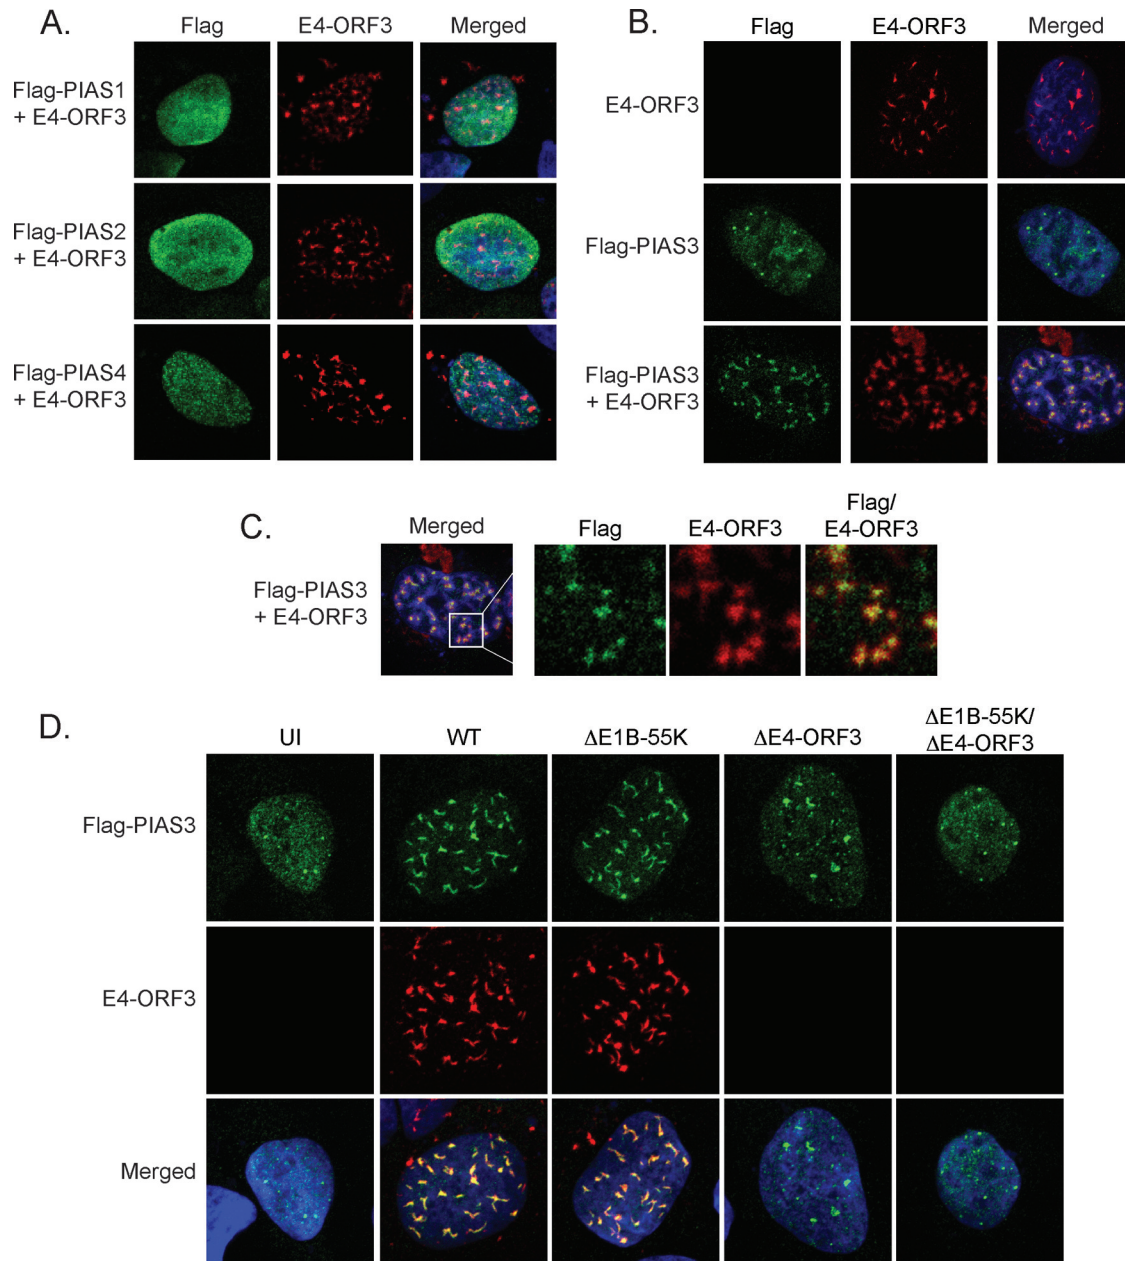 A.
Flag E4-ORF3 Merged
Flag-PIAS1
+ E4-ORF3
Flag-PIAS2
+ E4-ORF3
Flag-PIAS4
+ E4-ORF3
B.
Flag E4-ORF3 Merged
E4-ORF3
Flag-PIAS3
Flag-PIAS3
+ E4-ORF3
C.
Merged Flag E4-ORF3 Flag/
E4-ORF3
Flag-PIAS3
+ E4-ORF3
D.
UI WT ΔE1B-55K ΔE4-ORF3 ΔE1B-55K/
ΔE4-ORF3
Flag-PIAS3
E4-ORF3
Merged